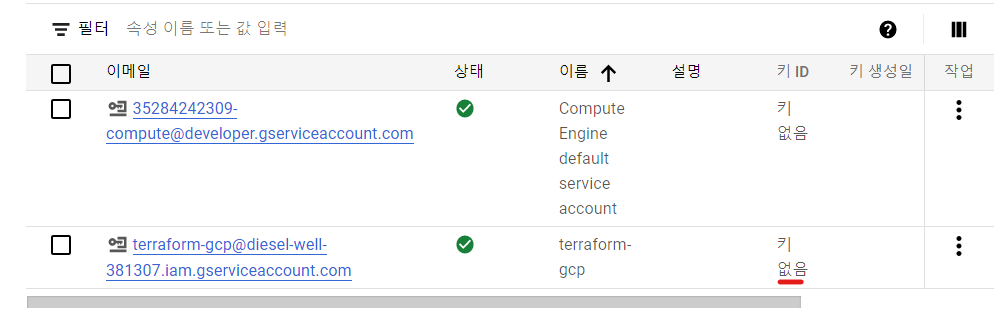 필터 속성 이름 또는 값 입력
이메일 상태 이름 설명 키 ID 키 생성일 작업
35284242309- Compute 키
compute@developer.gserviceaccount.com Engine 없음
default
service
account
terraform-gcp@diesel-well- terraform- 키
381307.iam.gserviceaccount.com gcp 없음